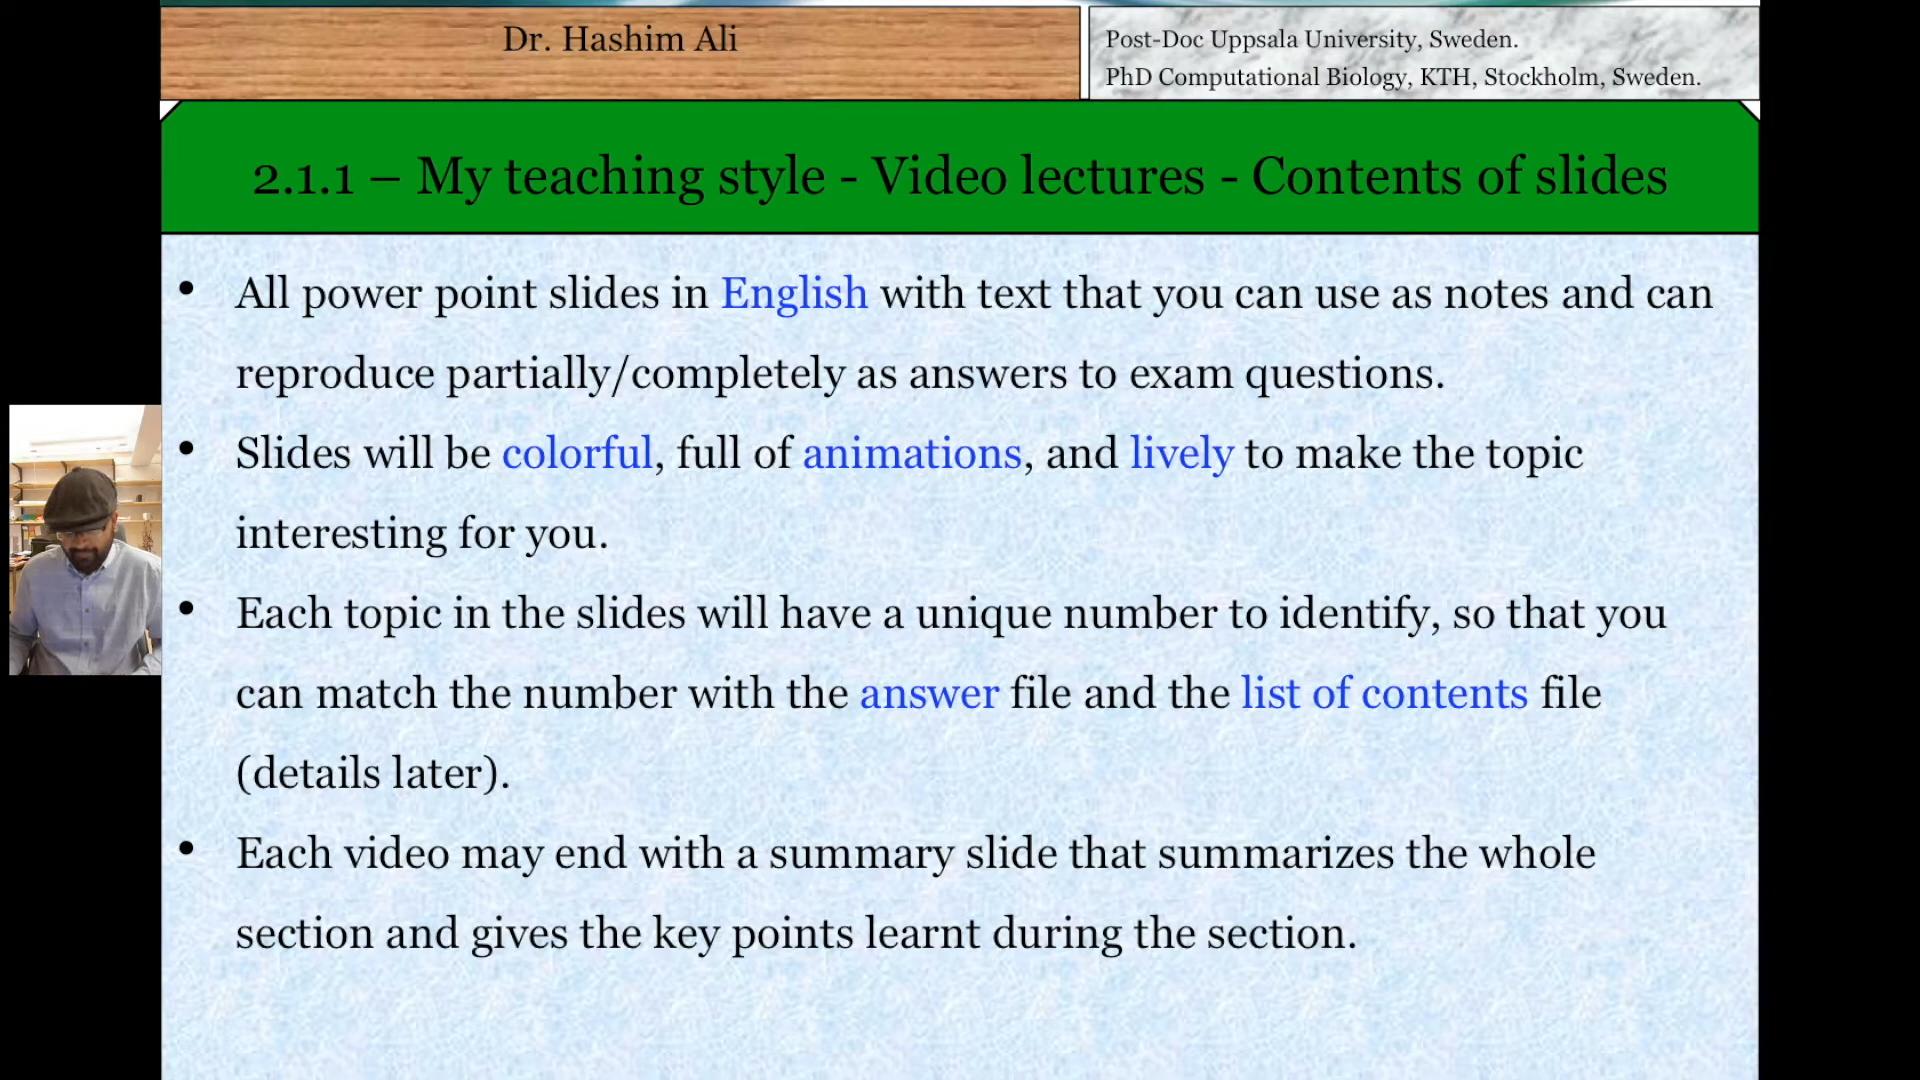 Dr. Hashim Ali
Post-Doc Uppsala University, Sweden.
PhD Computational Biology, KTH, Stockholm, Sweden.
2.1.1 – My teaching style - Video lectures - Contents of slides
• All power point slides in English with text that you can use as notes and can
reproduce partially/completely as answers to exam questions.
• Slides will be colorful, full of animations, and lively to make the topic
interesting for you.
• Each topic in the slides will have a unique number to identify, so that you
can match the number with the answer file and the list of contents file
(details later).
• Each video may end with a summary slide that summarizes the whole
section and gives the key points learnt during the section.